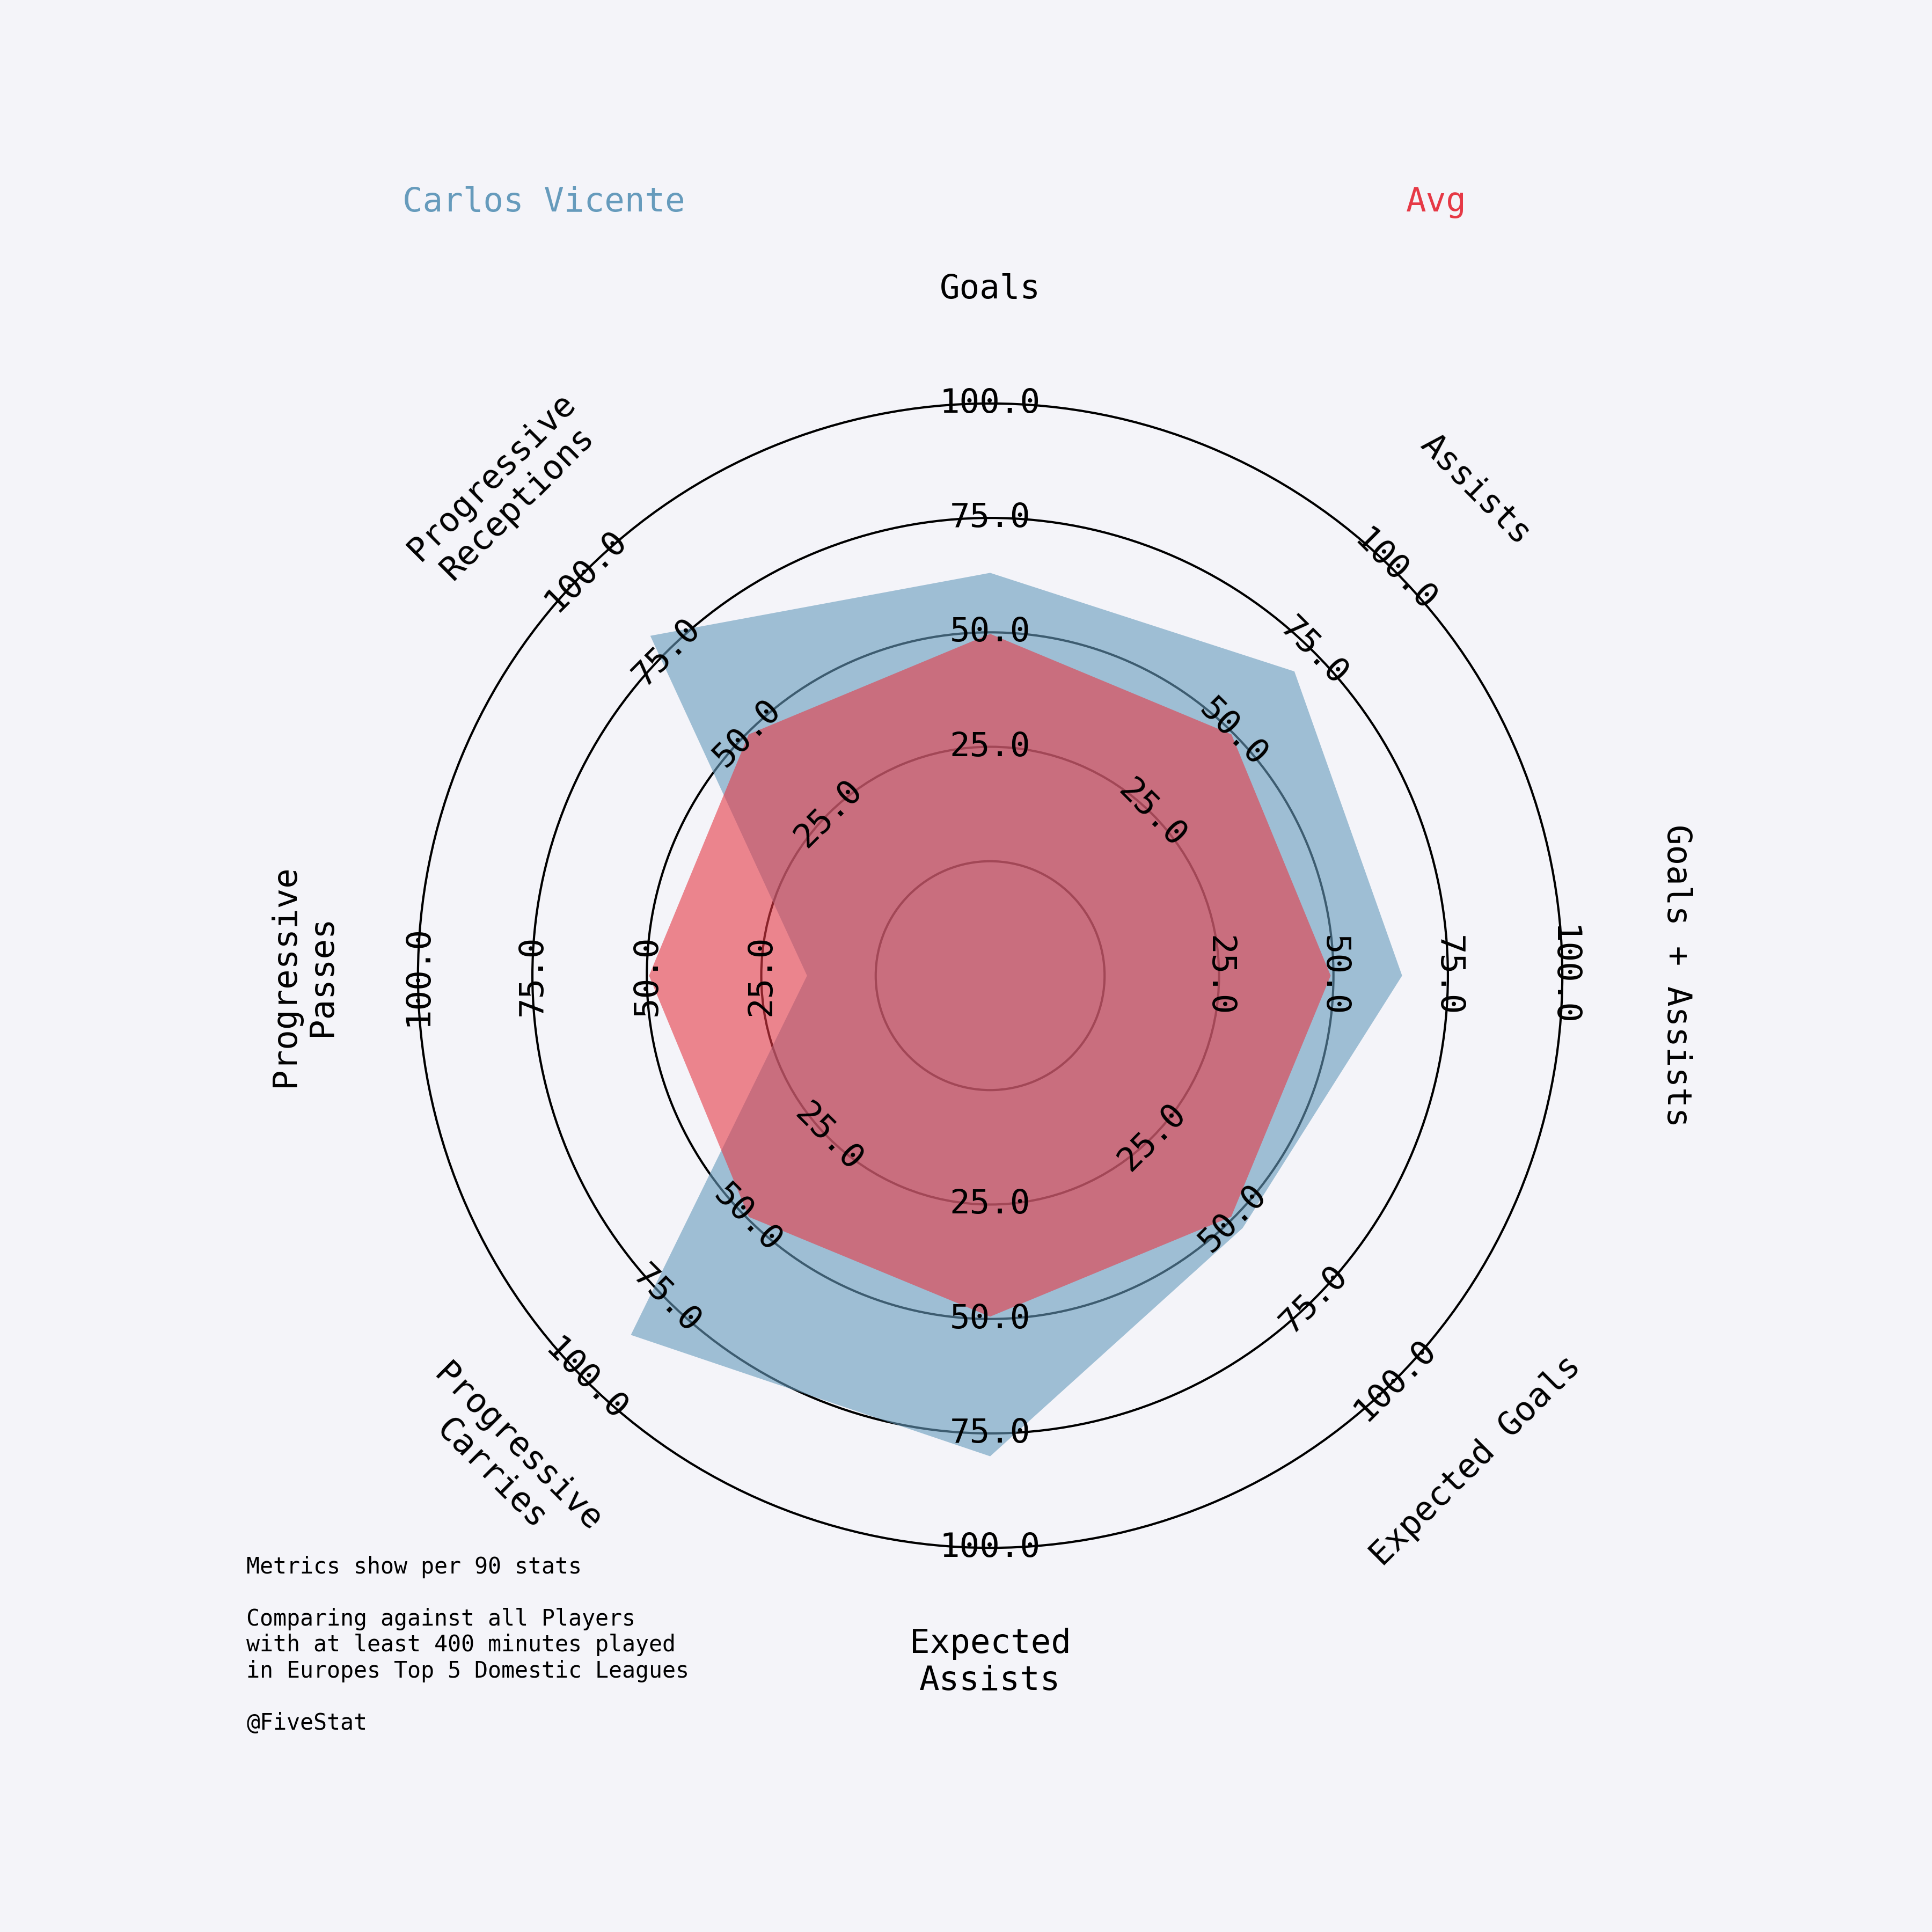 Carlos Vicente
Avg
Goals
Assists
Goals + Assists
Expected Goals
Expected
Assists
Progressive
Carries
Progressive
Passes
Progressive
Receptions
25.0
50.0
75.0
100.0
25.0
50.0
75.0
100.0
25.0
50.0
75.0
100.0
25.0
50.0
75.0
100.0
25.0
50.0
75.0
100.0
25.0
50.0
75.0
100.0
25.0
50.0
75.0
100.0
25.0
50.0
75.0
100.0
Metrics show per 90 stats
Comparing against all Players
with at least 400 minutes played
in Europes Top 5 Domestic Leagues
@FiveStat